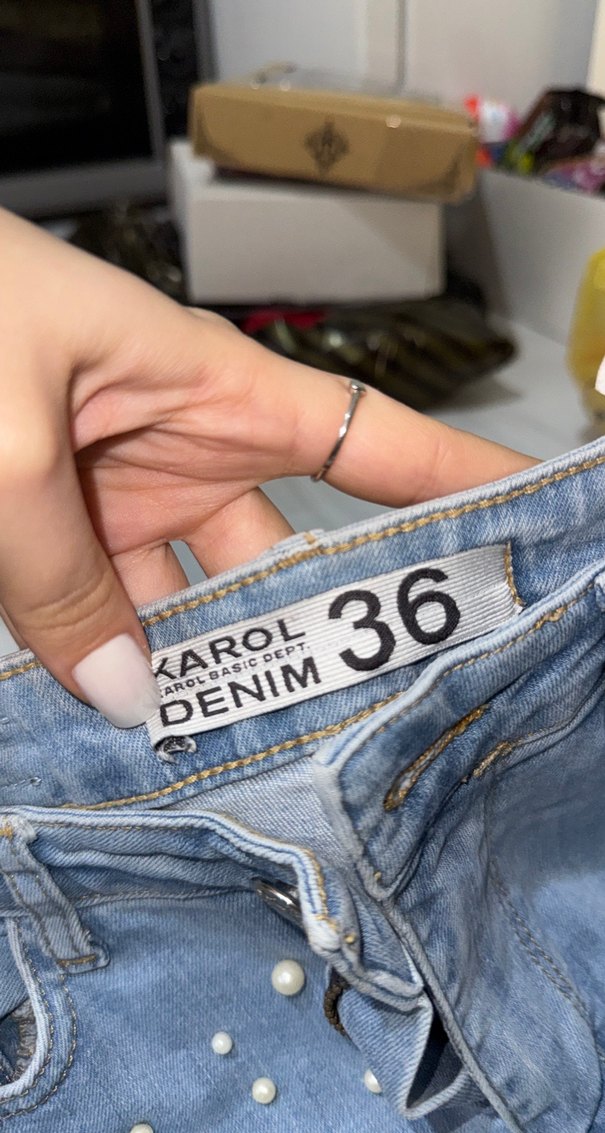 KAROL
KAROL BASIC DEPT.
DENIM
36